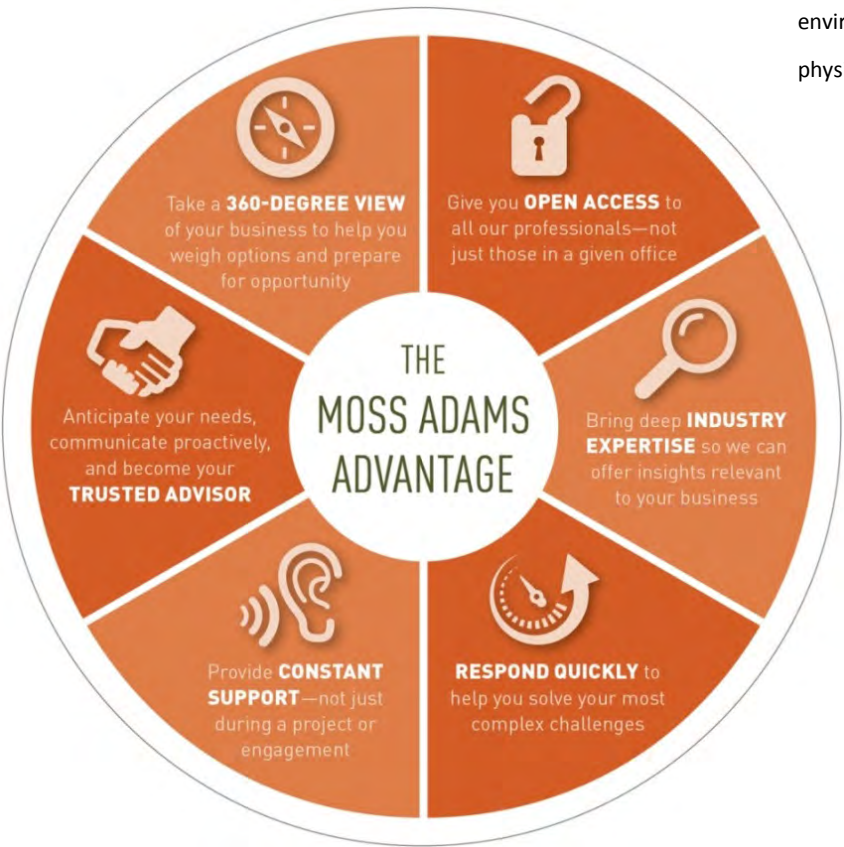 envir
phys
Take a 360-DEGREE VIEW
of your business to help you
weigh options and prepare
for opportunity
Give you OPEN ACCESS to
all our professionals—not
just those in a given office
Bring deep INDUSTRY
EXPERTISE so we can
offer insights relevant
to your business
RESPOND QUICKLY to
help you solve your most
complex challenges
Provide CONSTANT
SUPPORT—not just
during a project or
engagement
Anticipate your needs,
communicate proactively,
and become your
TRUSTED ADVISOR
THE
MOSS ADAMS
ADVANTAGE